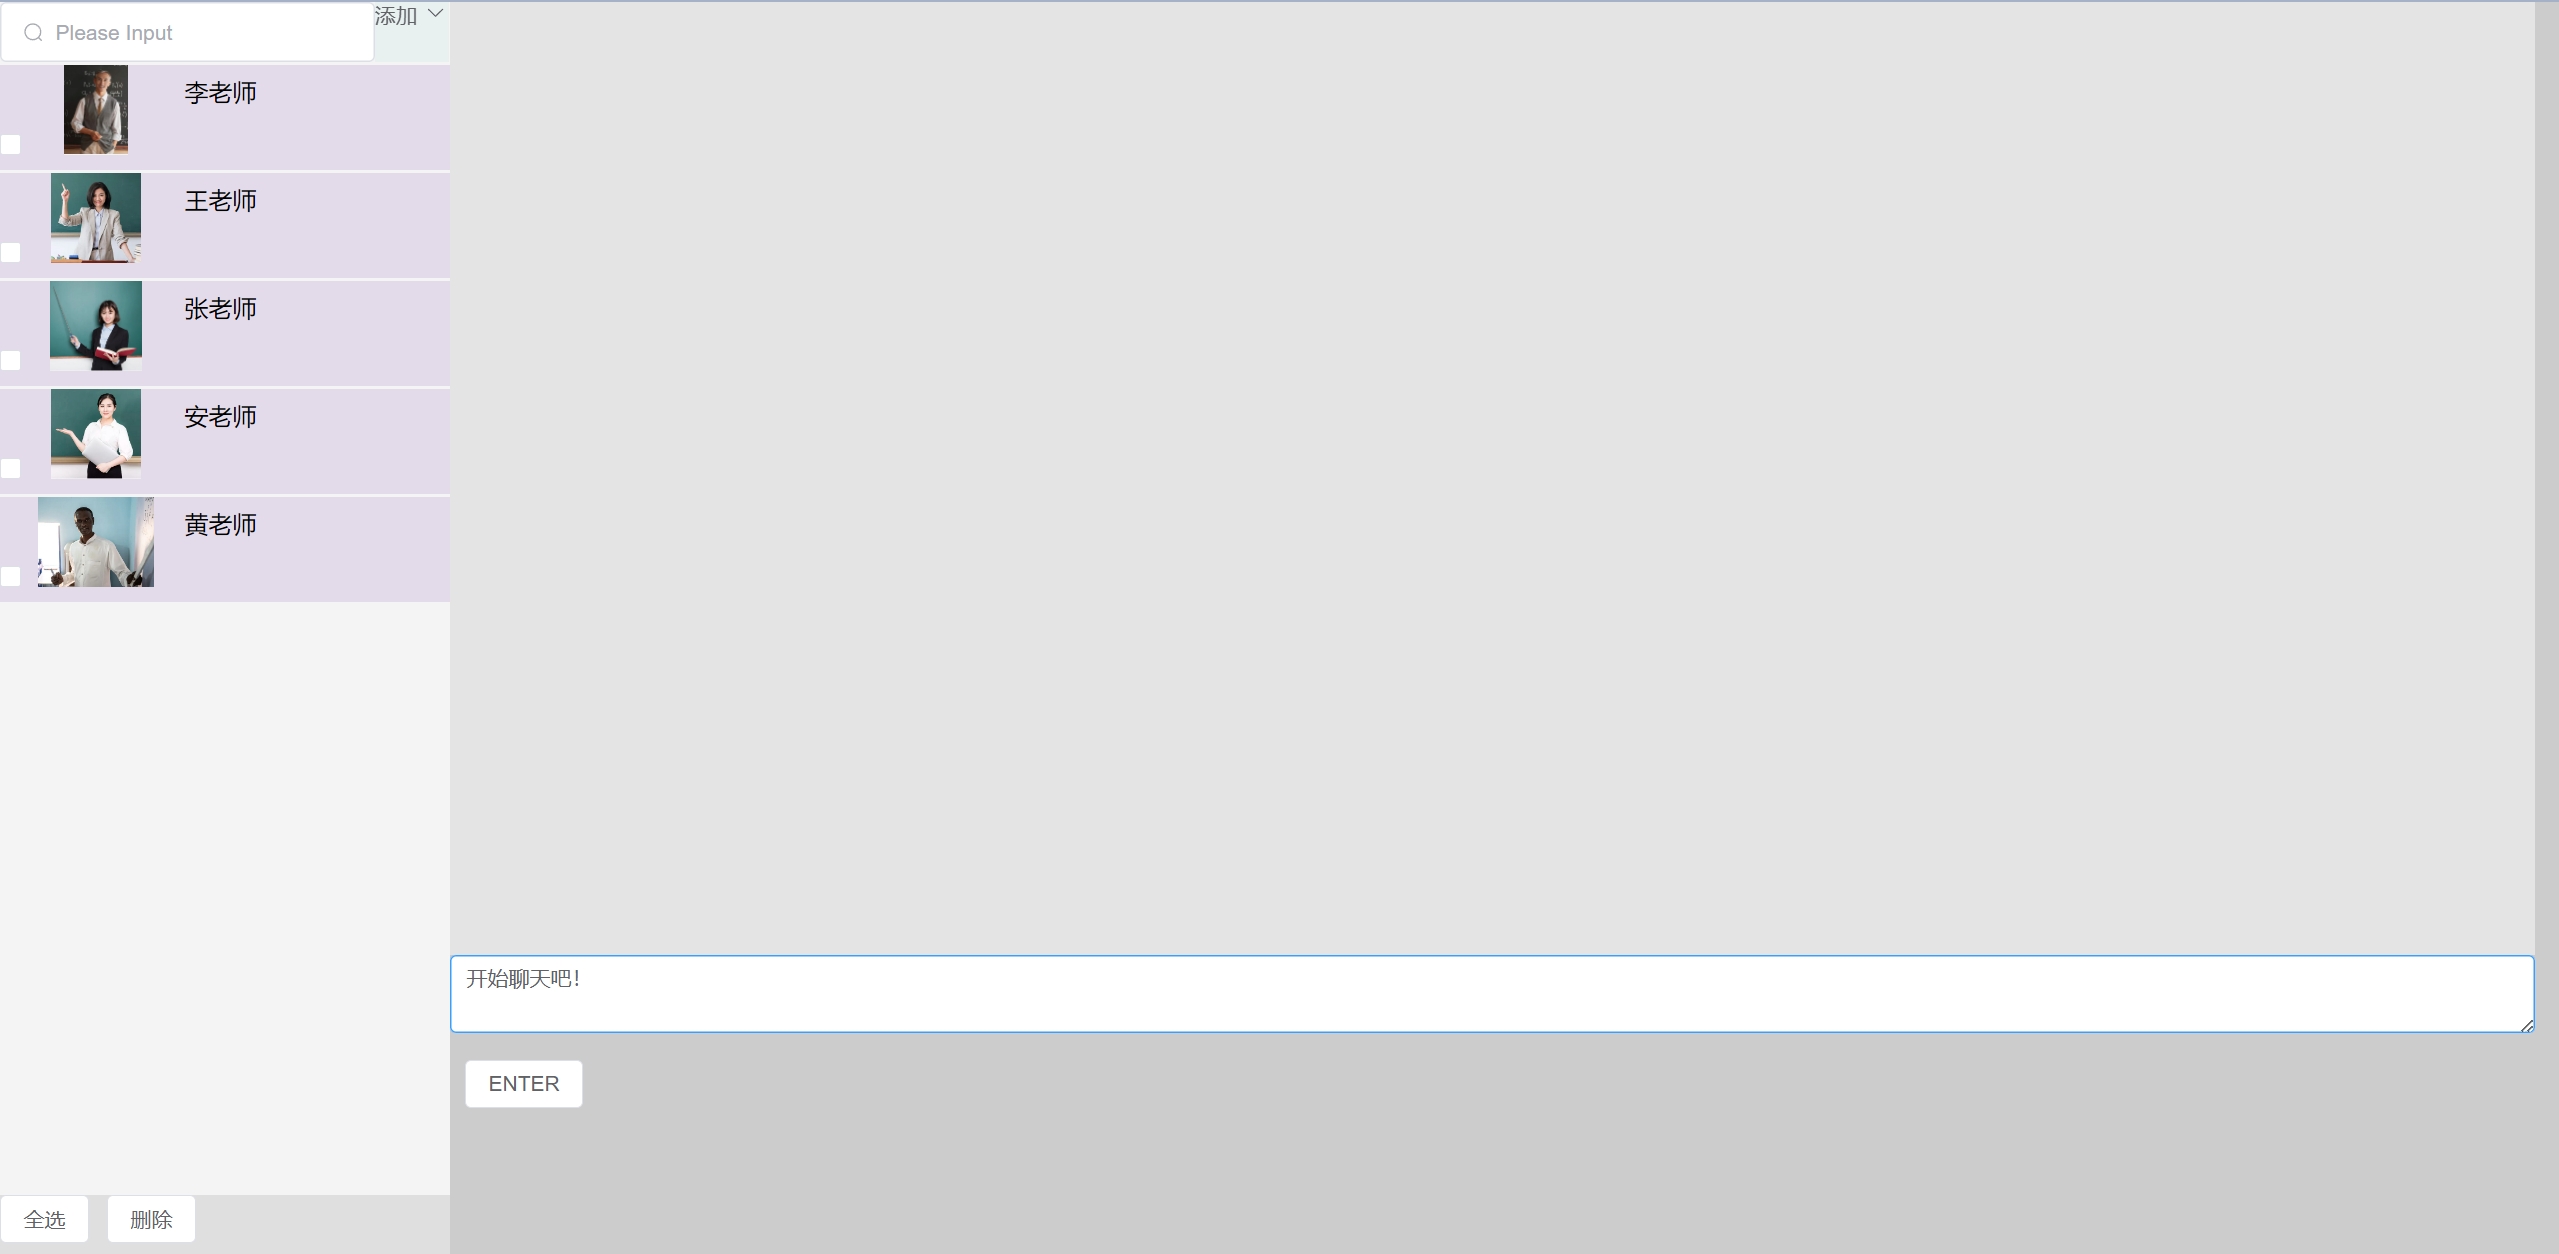 Please Input
添加
李老师
王老师
张老师
安老师
黄老师
开始聊天吧！
ENTER
全选
删除